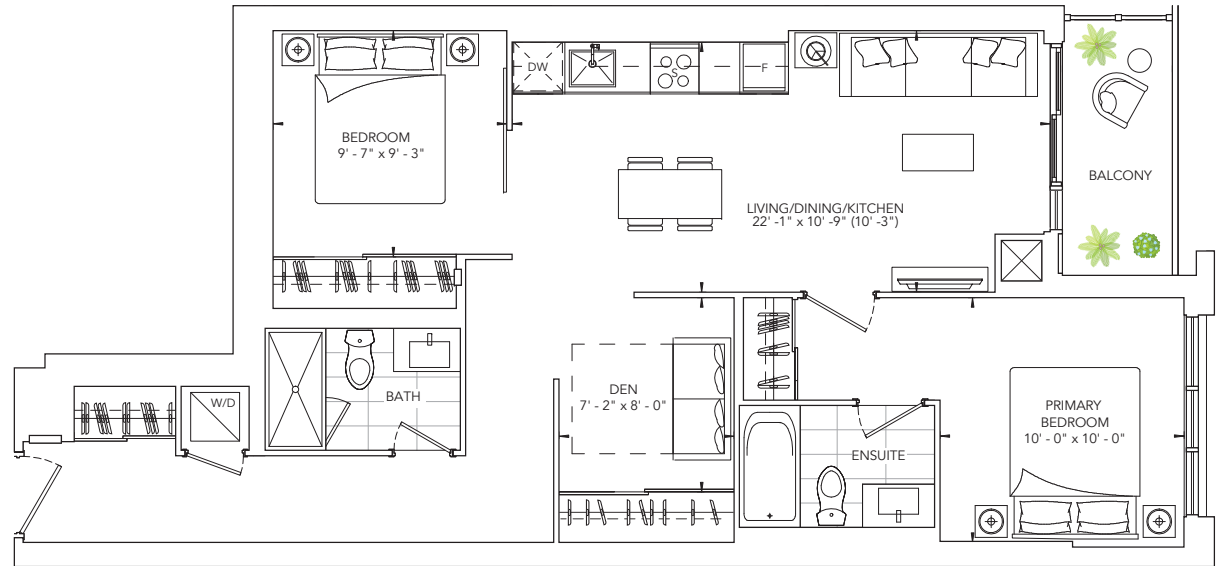 BEDROOM
9' - 7" x 9' - 3"
DW
S
F
BALCONY
LIVING/DINING/KITCHEN
22' -1" x 10' -9" (10' -3")
W/D
BATH
DEN
7' - 2" x 8' - 0"
ENSUITE
PRIMARY
BEDROOM
10' - 0" x 10' - 0"